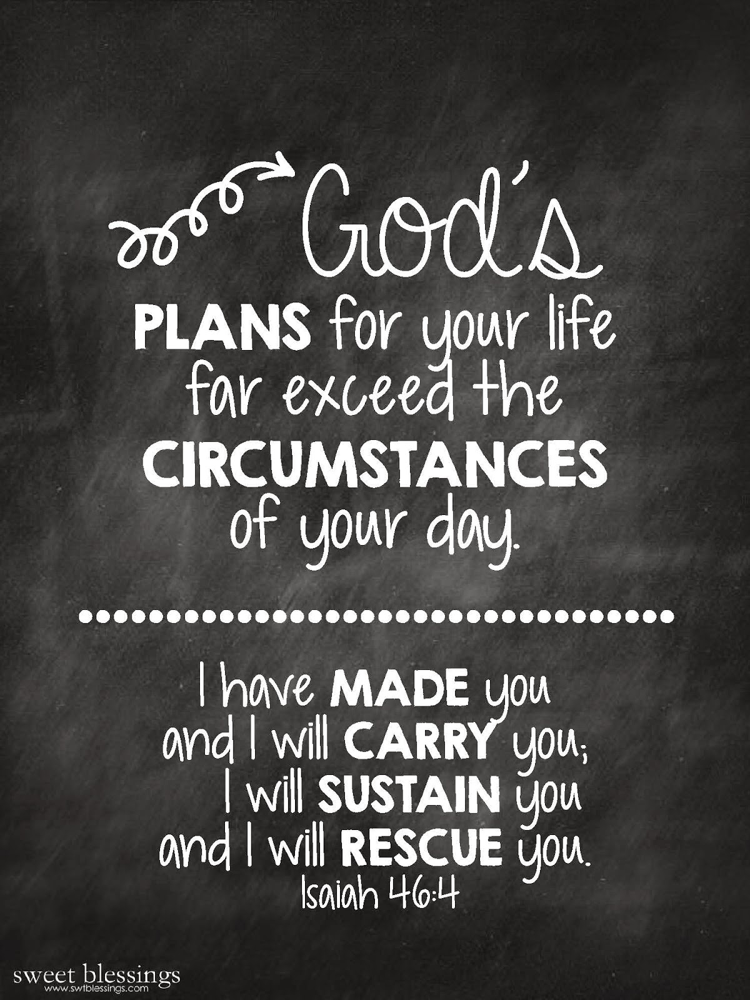 God's
PLANS for your life
far exceed the
CIRCUMSTANCES
of your day.
I have MADE you
and I will CARRY you;
I will SUSTAIN you
and I will RESCUE you.
Isaiah 46:4
sweet blessings
www.swtblessings.com